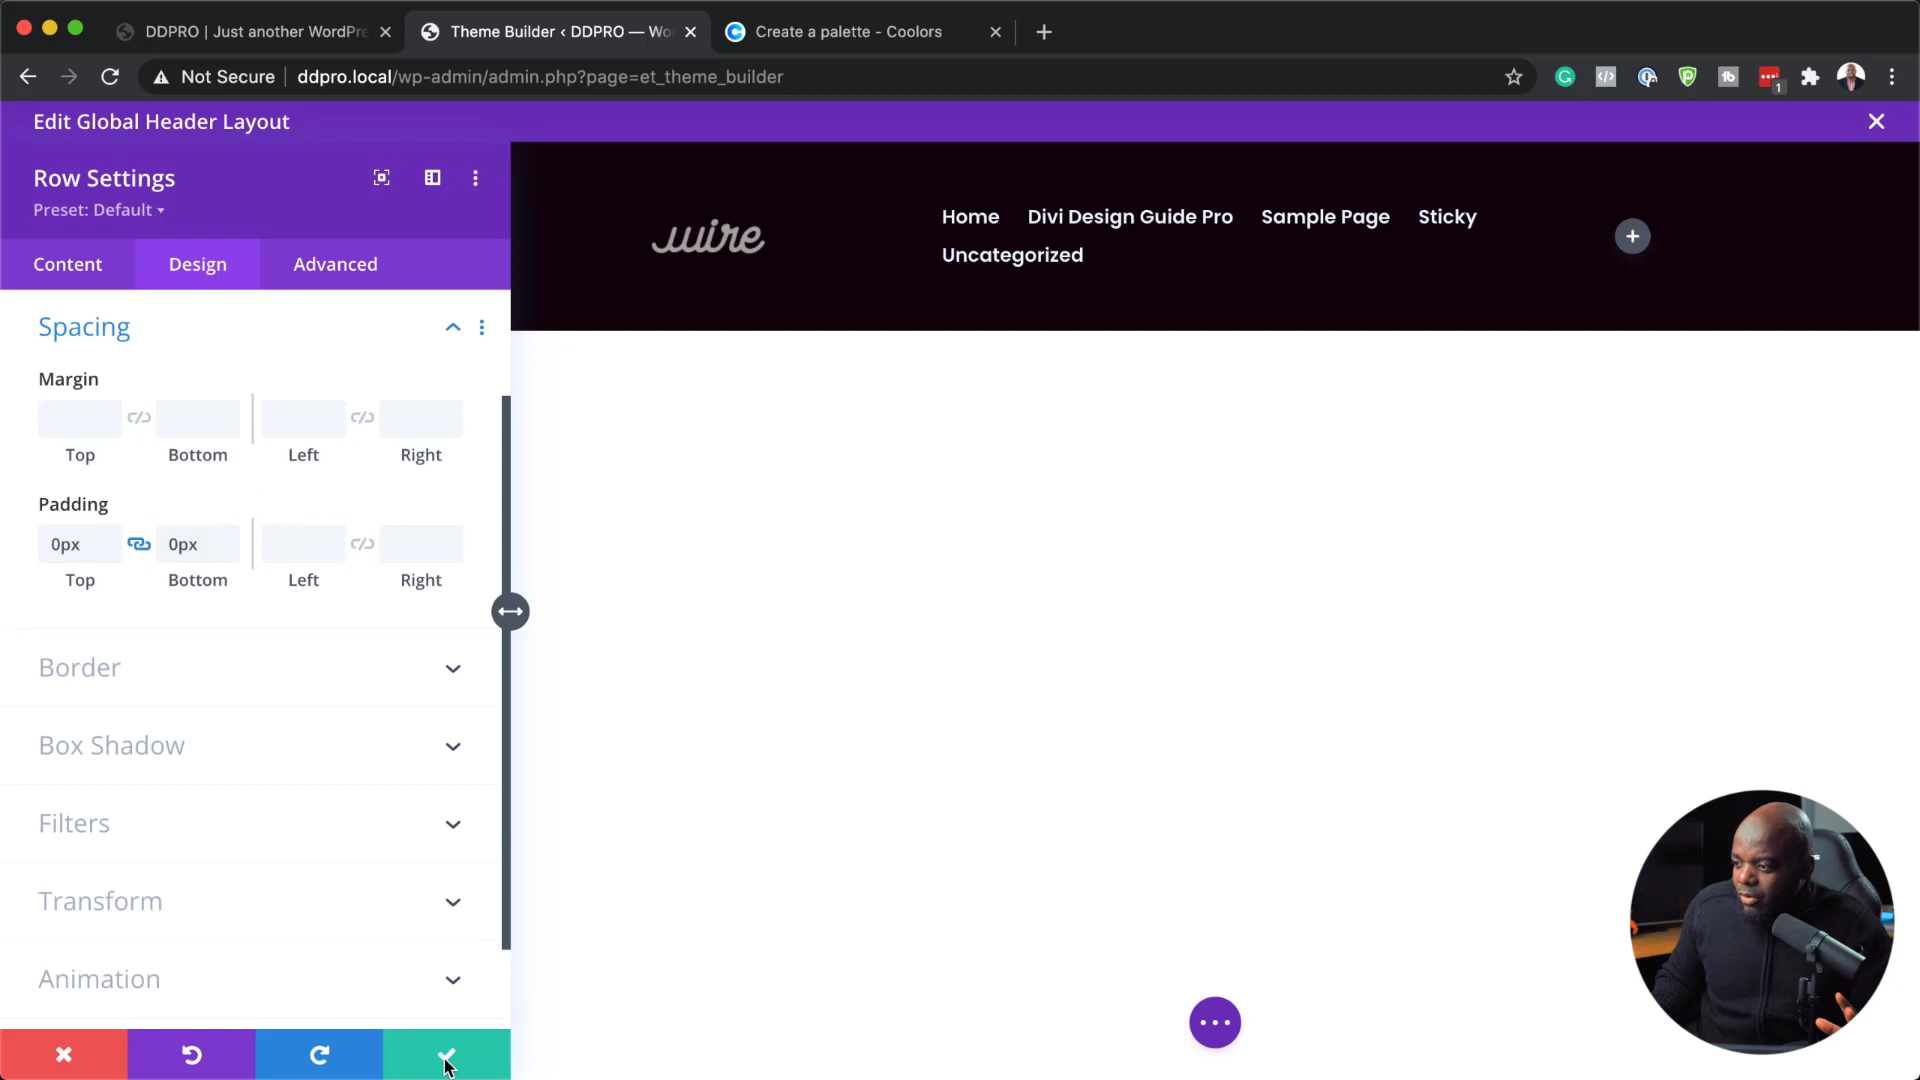 DDPRO | Just another WordPre
Theme Builder ‹ DDPRO — Wo
Create a palette - Coolors
Not Secure
ddpro.local/wp-admin/admin.php?page=et_theme_builder
1
Edit Global Header Layout
Row Settings
Preset: Default
Content
Design
Advanced
wire
Home
Divi Design Guide Pro
Sample Page
Sticky
Uncategorized
Spacing
Margin
Top
Bottom
Left
Right
Padding
0px
0px
Top
Bottom
Left
Right
Border
Box Shadow
Filters
Transform
Animation